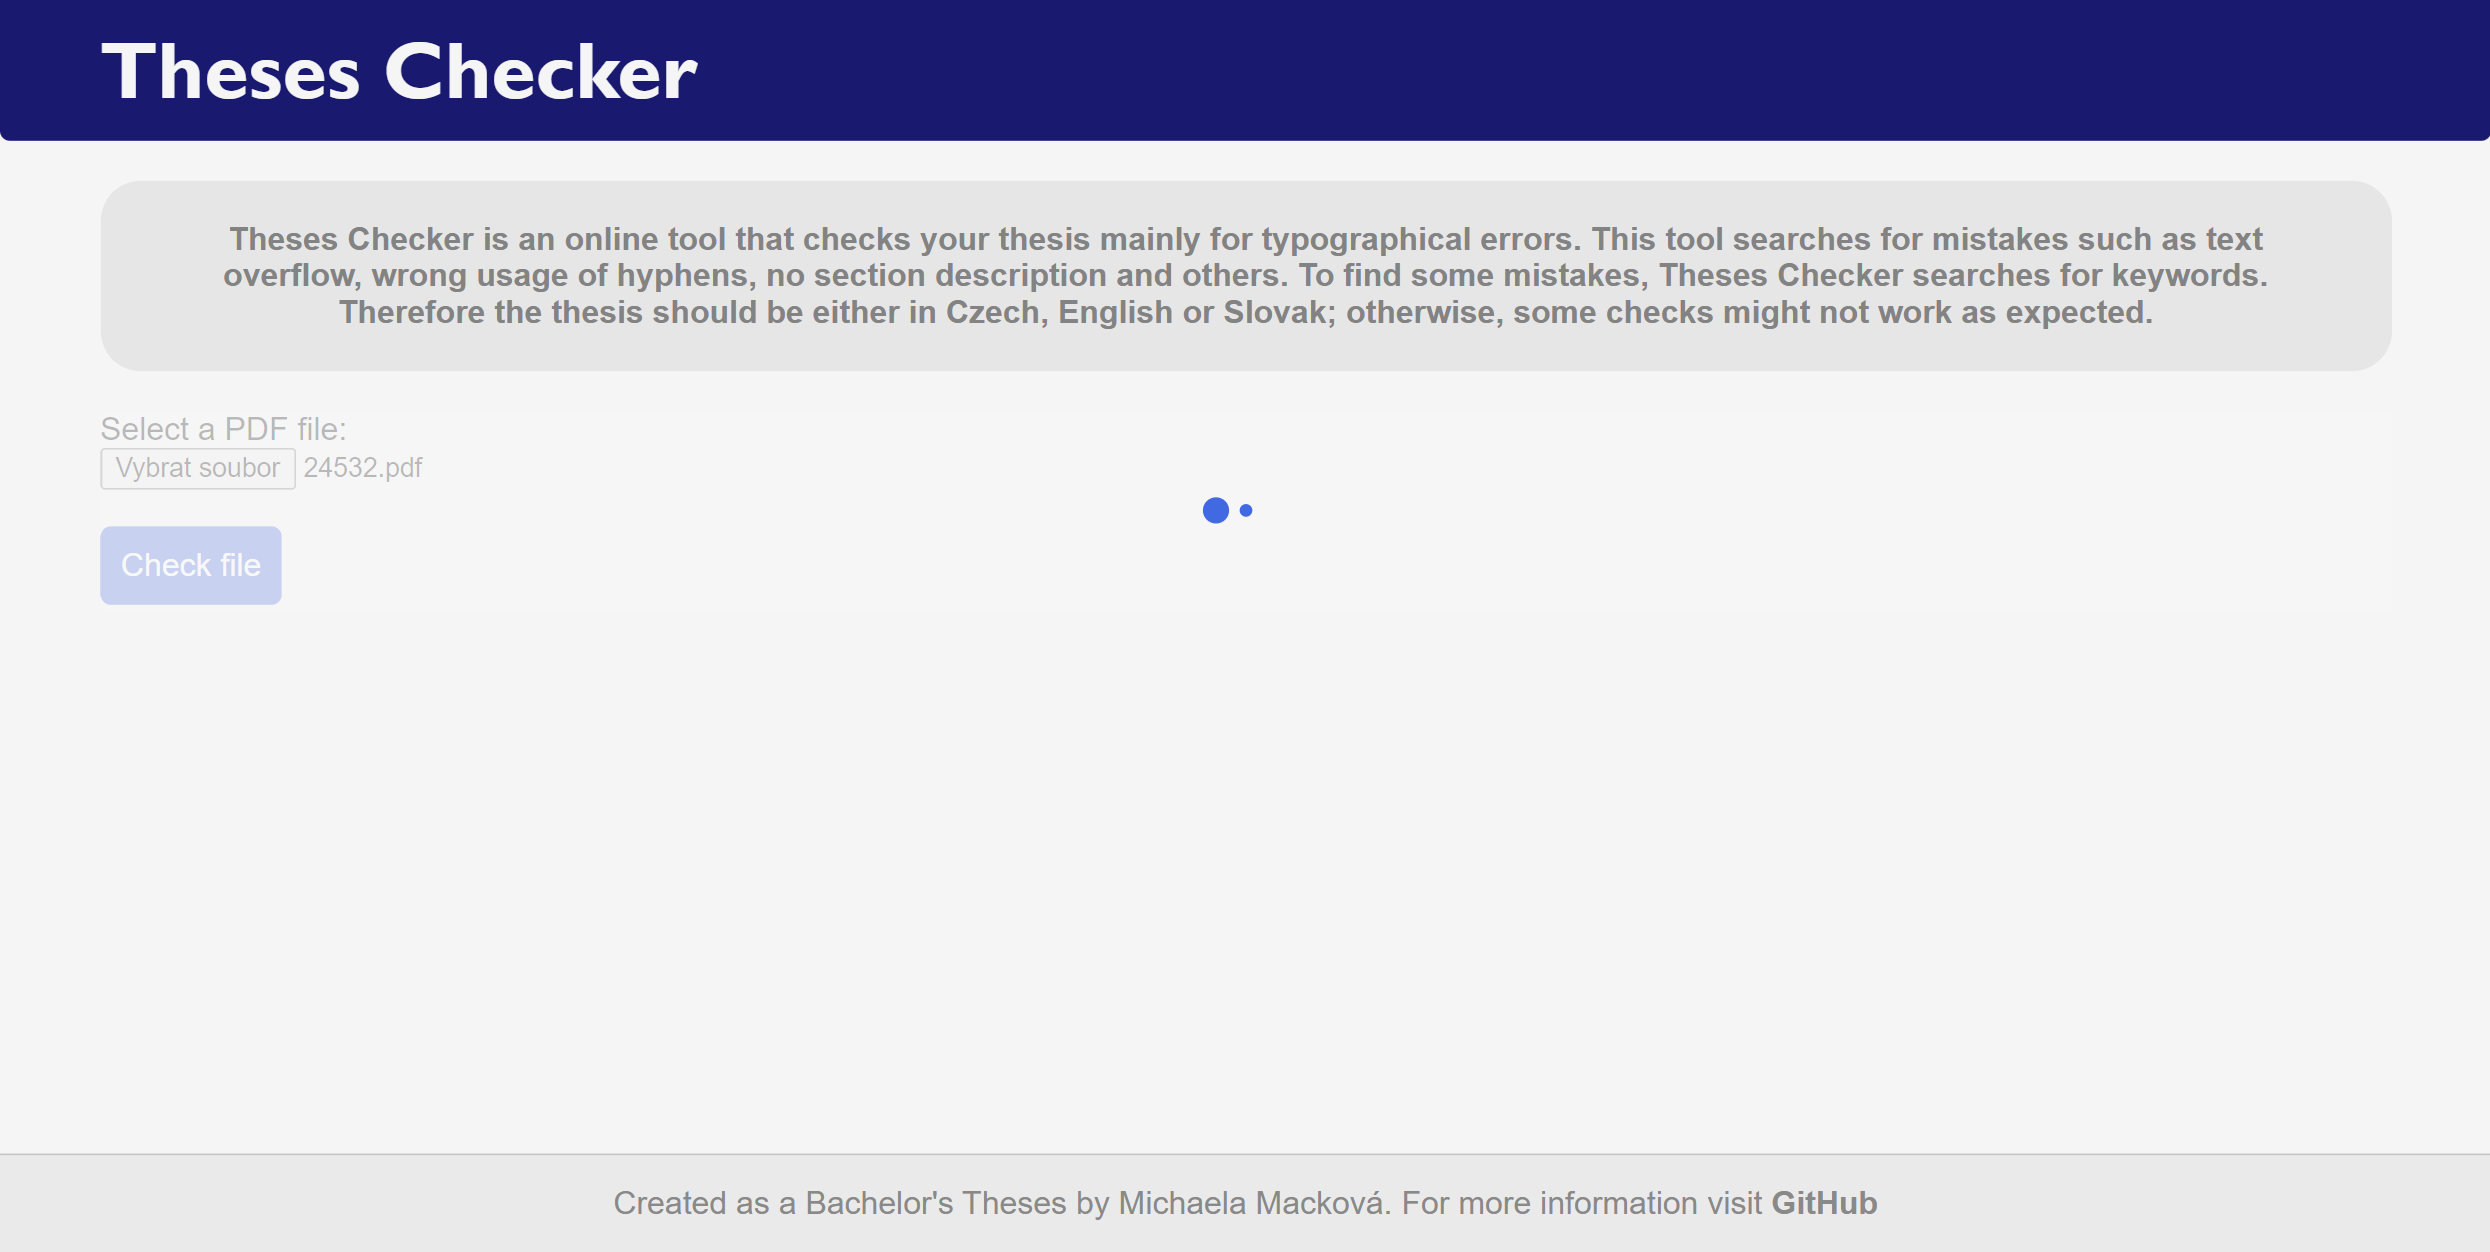 Theses Checker
Theses Checker is an online tool that checks your thesis mainly for typographical errors. This tool searches for mistakes such as text
overflow, wrong usage of hyphens, no section description and others. To find some mistakes, Theses Checker searches for keywords.
Therefore the thesis should be either in Czech, English or Slovak; otherwise, some checks might not work as expected.
Select a PDF file:
Vybrat soubor 24532.pdf
Check file
Created as a Bachelor's Theses by Michaela Macková. For more information visit GitHub